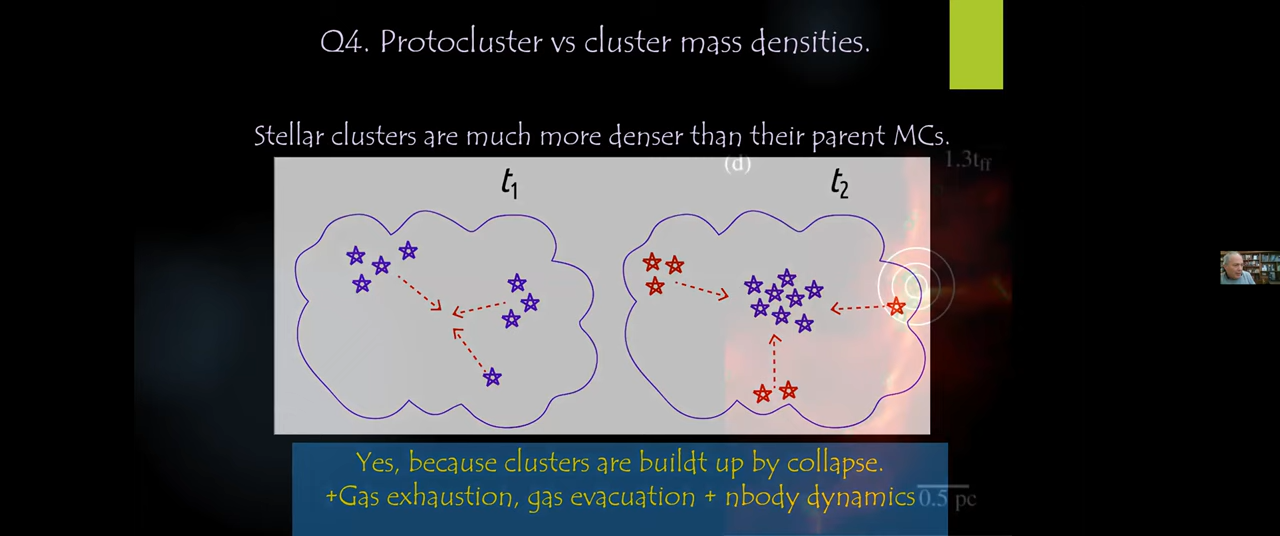 Q4. Protocluster vs cluster mass densities.
Stellar clusters are much more denser than their parent MCs.
(d)
1.3tff
t1
t2
Yes, because clusters are buildt up by collapse.
+Gas exhaustion, gas evacuation + nbody dynamics
0.5 pc